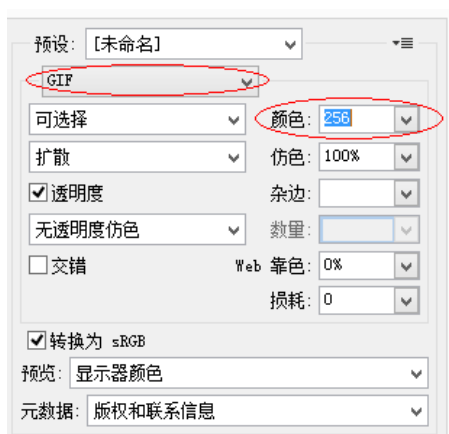 预设: [未命名]
GIF
可选择 颜色: 256
扩散 仿色: 100%
透明度 杂边:
无透明度仿色 数量:
交错 Web 靠色: 0%
损耗: 0
转换为 sRGB
预览: 显示器颜色
元数据: 版权和联系信息